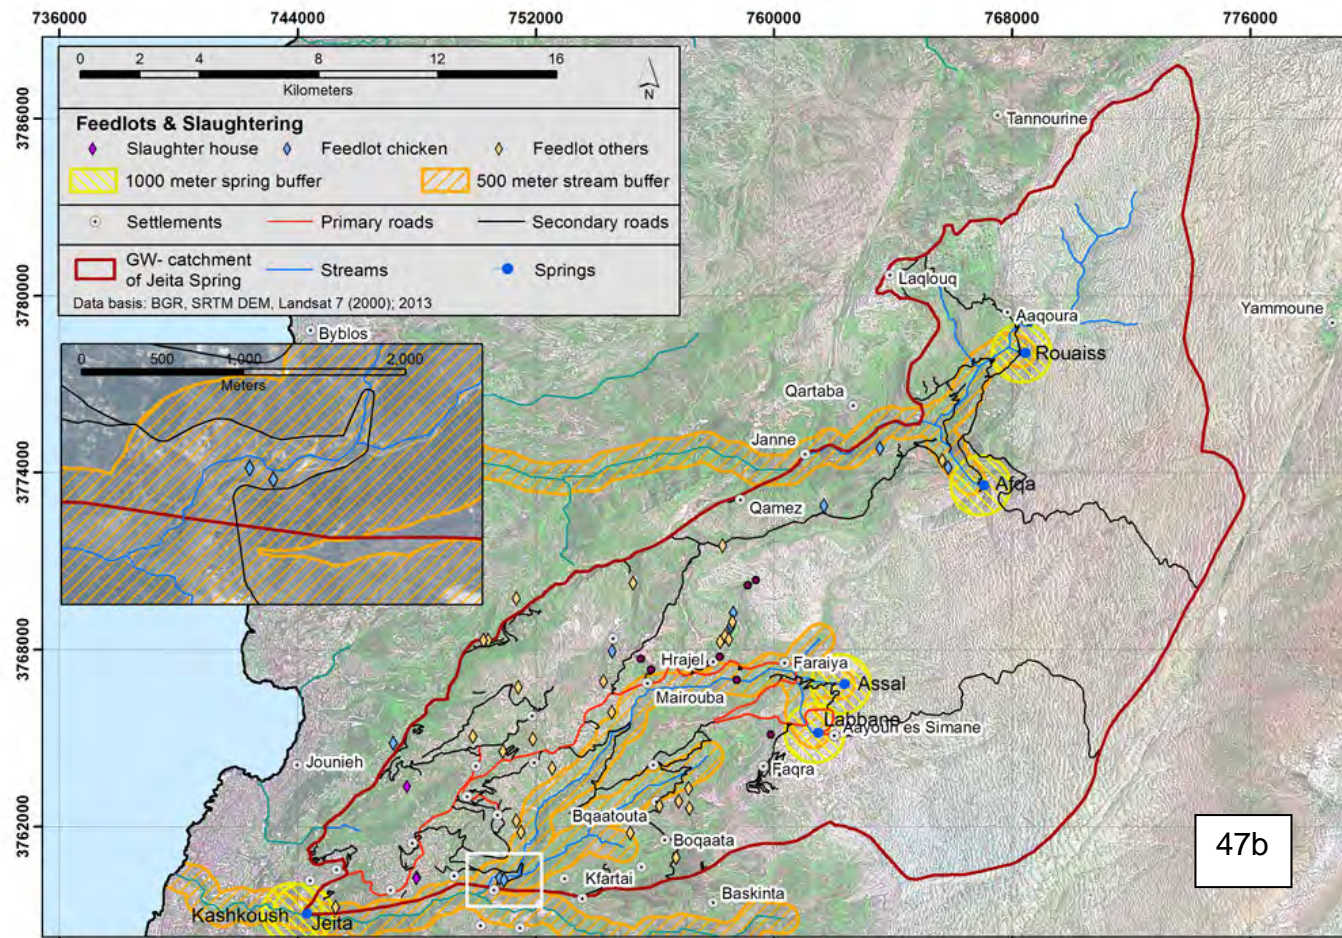 736000 744000 752000 760000 768000 776000
0 2 4 8 12 16
Kilometers
N
Feedlots & Slaughtering
Slaughter house Feedlot chicken Feedlot others
1000 meter spring buffer 500 meter stream buffer
Settlements Primary roads Secondary roads
GW- catchment
of Jeita Spring Streams Springs
Data basis: BGR, SRTM DEM, Landsat 7 (2000); 2013
3786000
3780000
3774000
3768000
3762000
Tannourine
Laqlouq
Yammoune
Aaqoura
Byblos
0 500 1,000 2,000
Meters
Rouaiss
Qartaba
Janne
Afqa
Qamez
Hrajel
Faraiya
Assal
Mairouba
Labbane
Aayoun es Simane
Jounieh
Faqra
Bqaatouta
Boqaata
47b
Kfartai
Baskinta
Kashkoush
Jeita